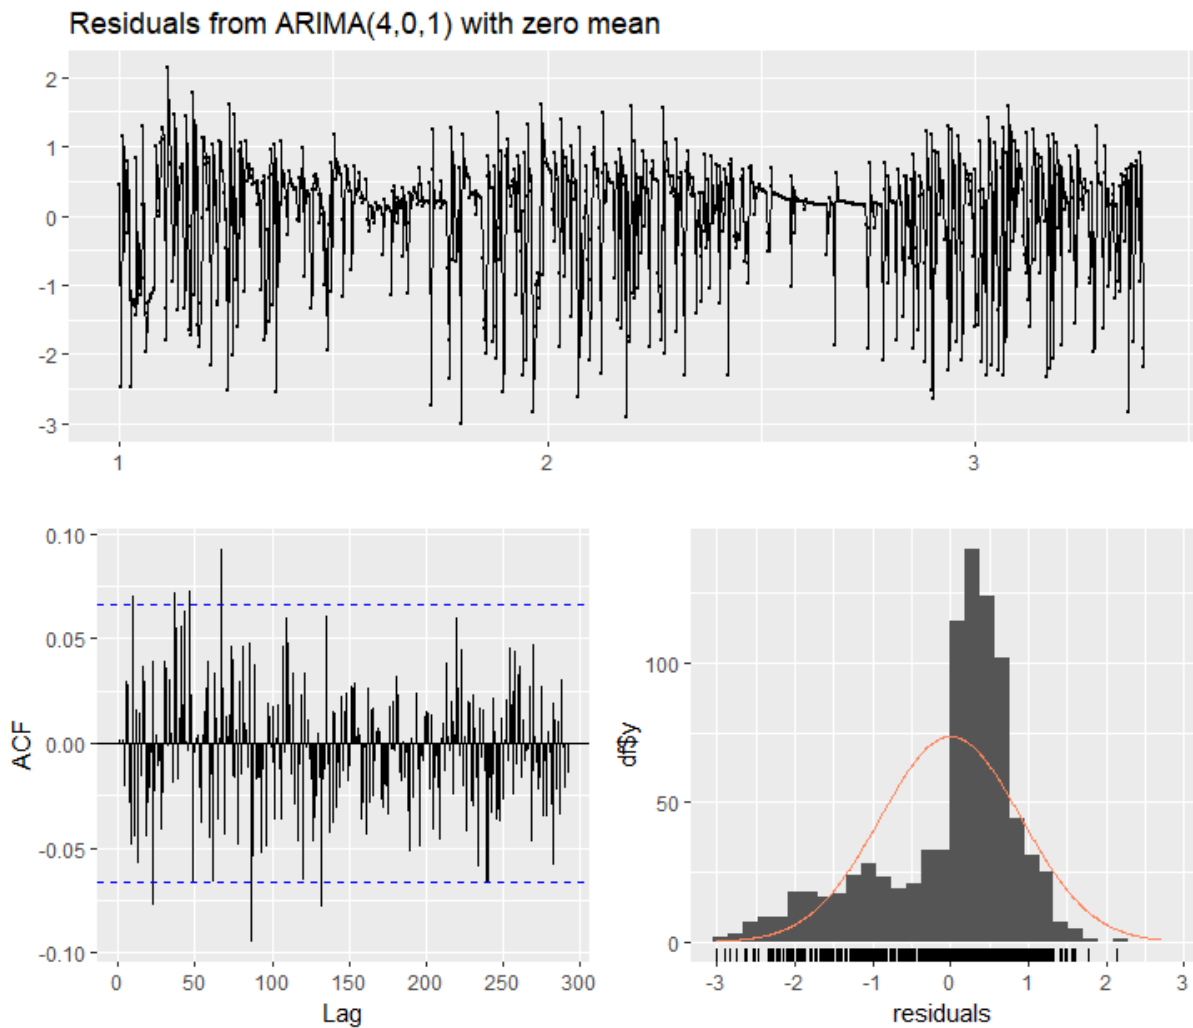 Residuals from ARIMA(4,0,1) with zero mean
2
1
0
-1
-2
-3
1 2 3
0.10
0.05
0.00
-0.05
-0.10
ACF
0 50 100 150 200 250 300
Lag
100
50
0
df$y
-3 -2 -1 0 1 2 3
residuals